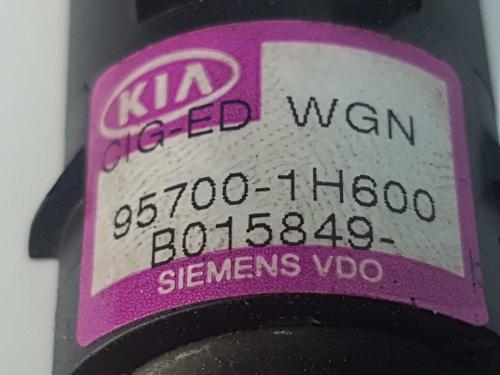 KIA
CIG-ED WGN
95700-1H600
B015849-
SIEMENS VDO